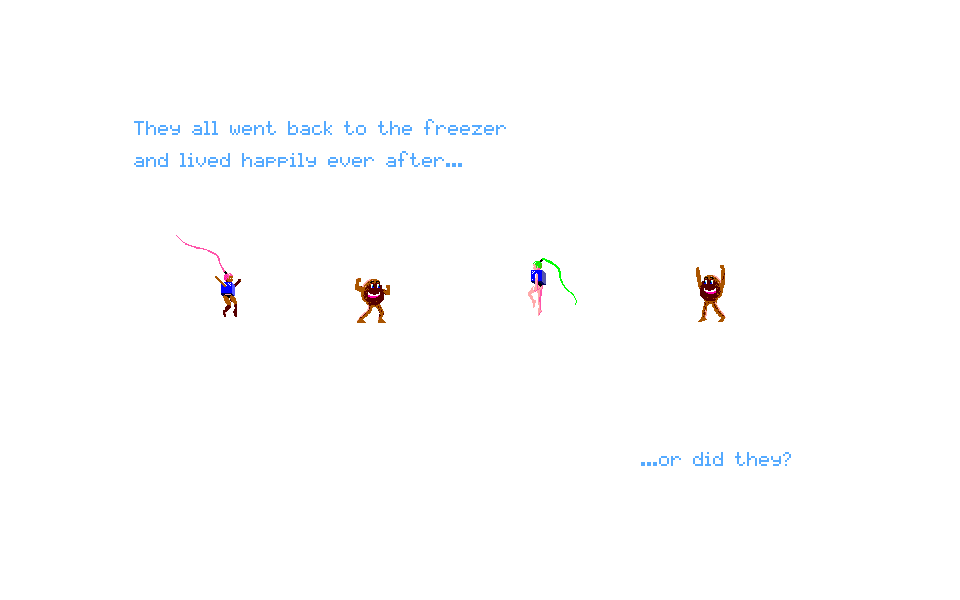 They all went back to the freezer
and lived happily ever after...
...or did they?